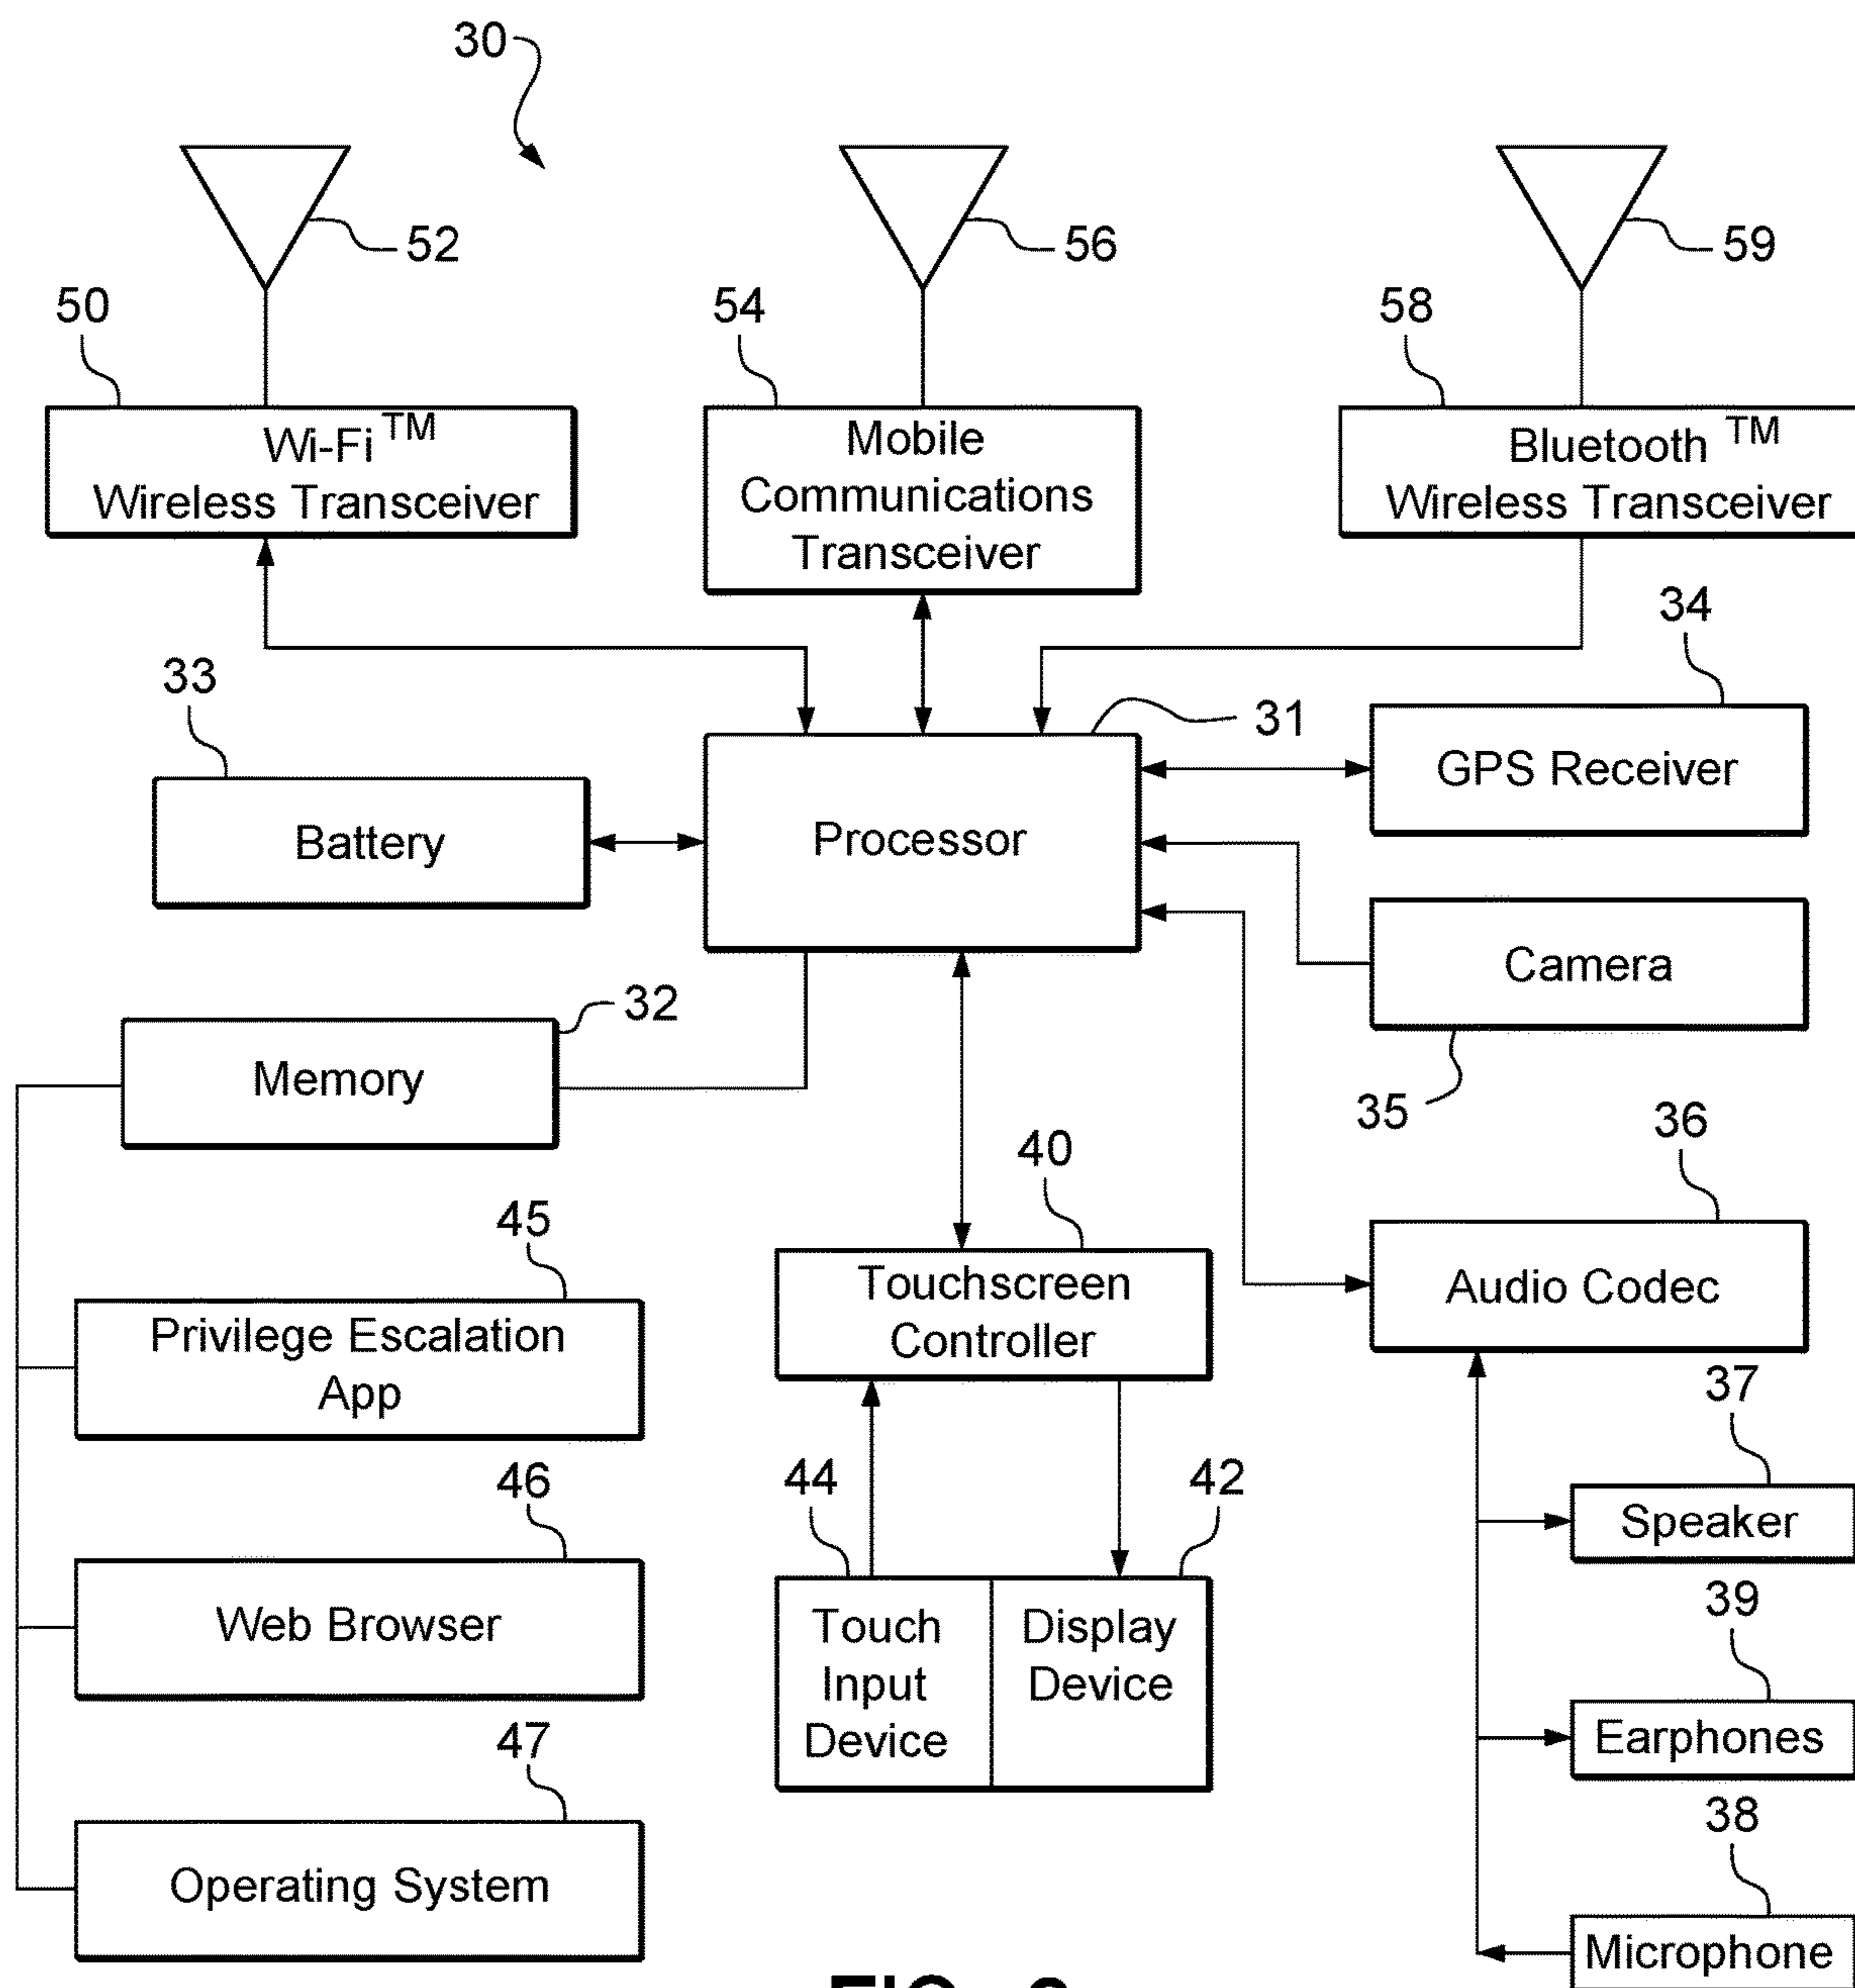 30
52
56
59
50
54
58
Wi-Fi™
Wireless Transceiver
Mobile
Communications
Transceiver
Bluetooth ™
Wireless Transceiver
34
33
31
GPS Receiver
Battery
Processor
Camera
32
Memory
35
36
40
45
Touchscreen
Controller
Audio Codec
Privilege Escalation
App
37
46
44
42
Speaker
Web Browser
Touch
Input
Device
Display
Device
39
Earphones
47
38
Operating System
Microphone